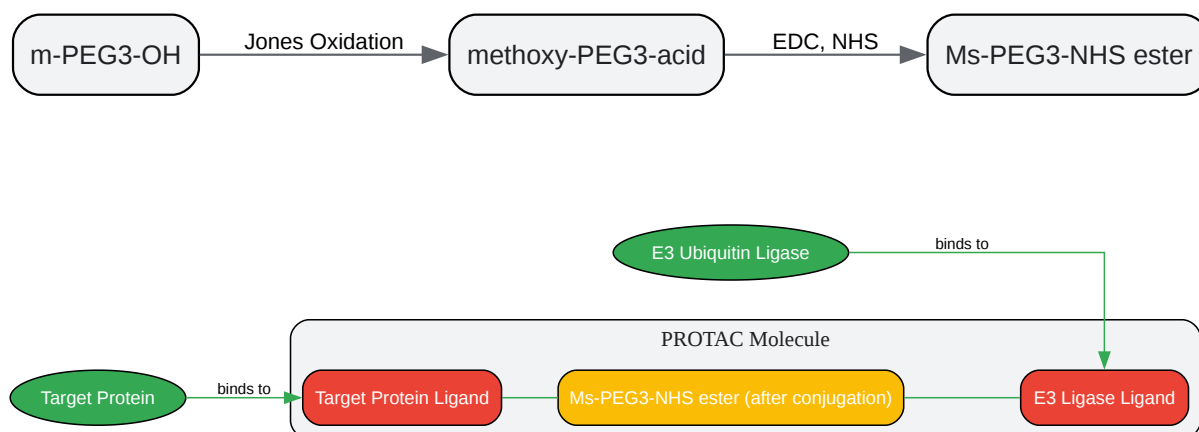 m-PEG3-OH
Jones Oxidation
methoxy-PEG3-acid
EDC, NHS
Ms-PEG3-NHS ester
E3 Ubiquitin Ligase
binds to
PROTAC Molecule
Target Protein
binds to
Target Protein Ligand
Ms-PEG3-NHS ester (after conjugation)
E3 Ligase Ligand